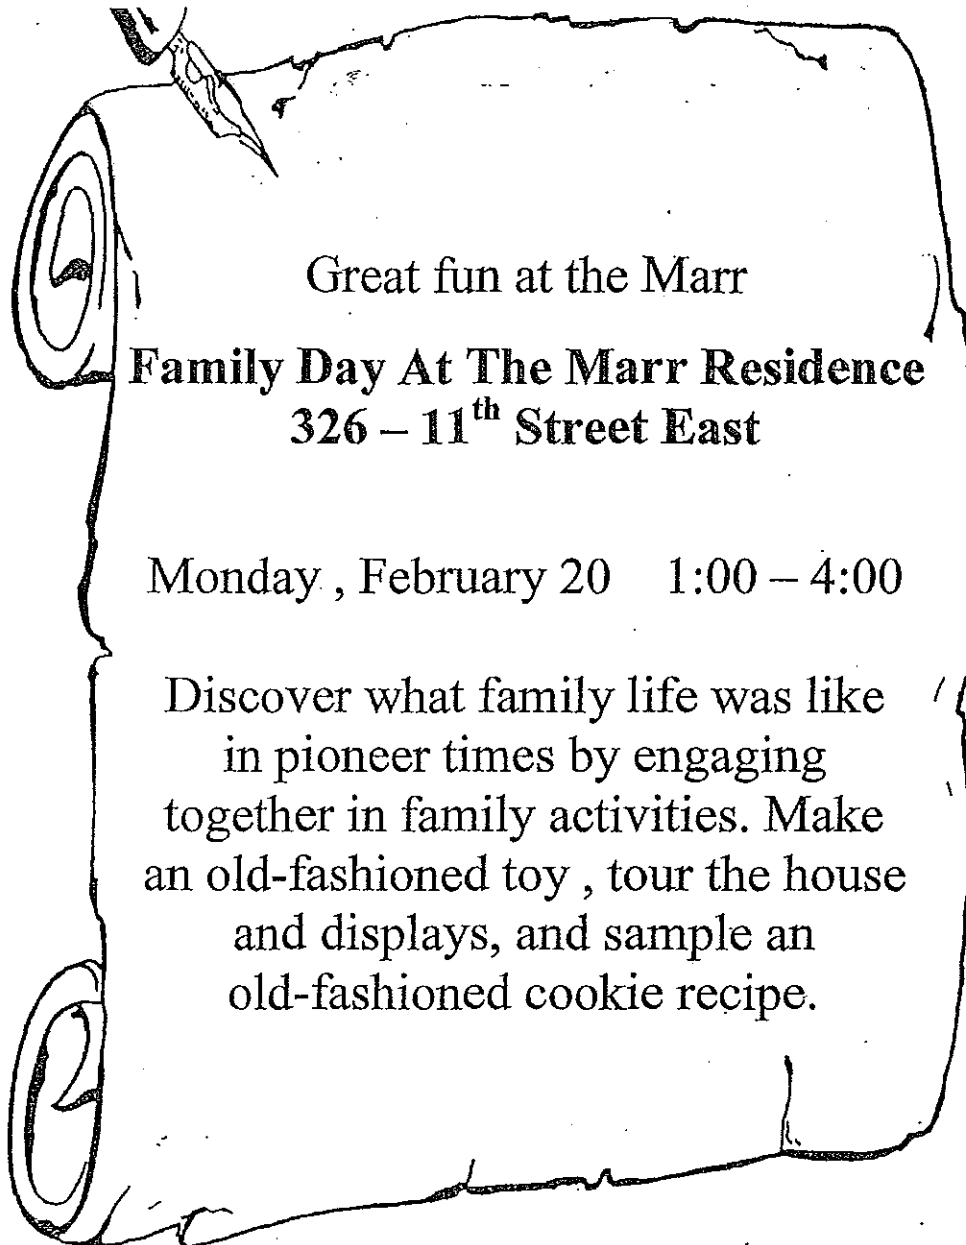 Great fun at the Marr
Family Day At The Marr Residence
326 – 11th Street East
Monday , February 20 1:00 – 4:00
Discover what family life was like
in pioneer times by engaging
together in family activities. Make
an old-fashioned toy , tour the house
and displays, and sample an
old-fashioned cookie recipe.